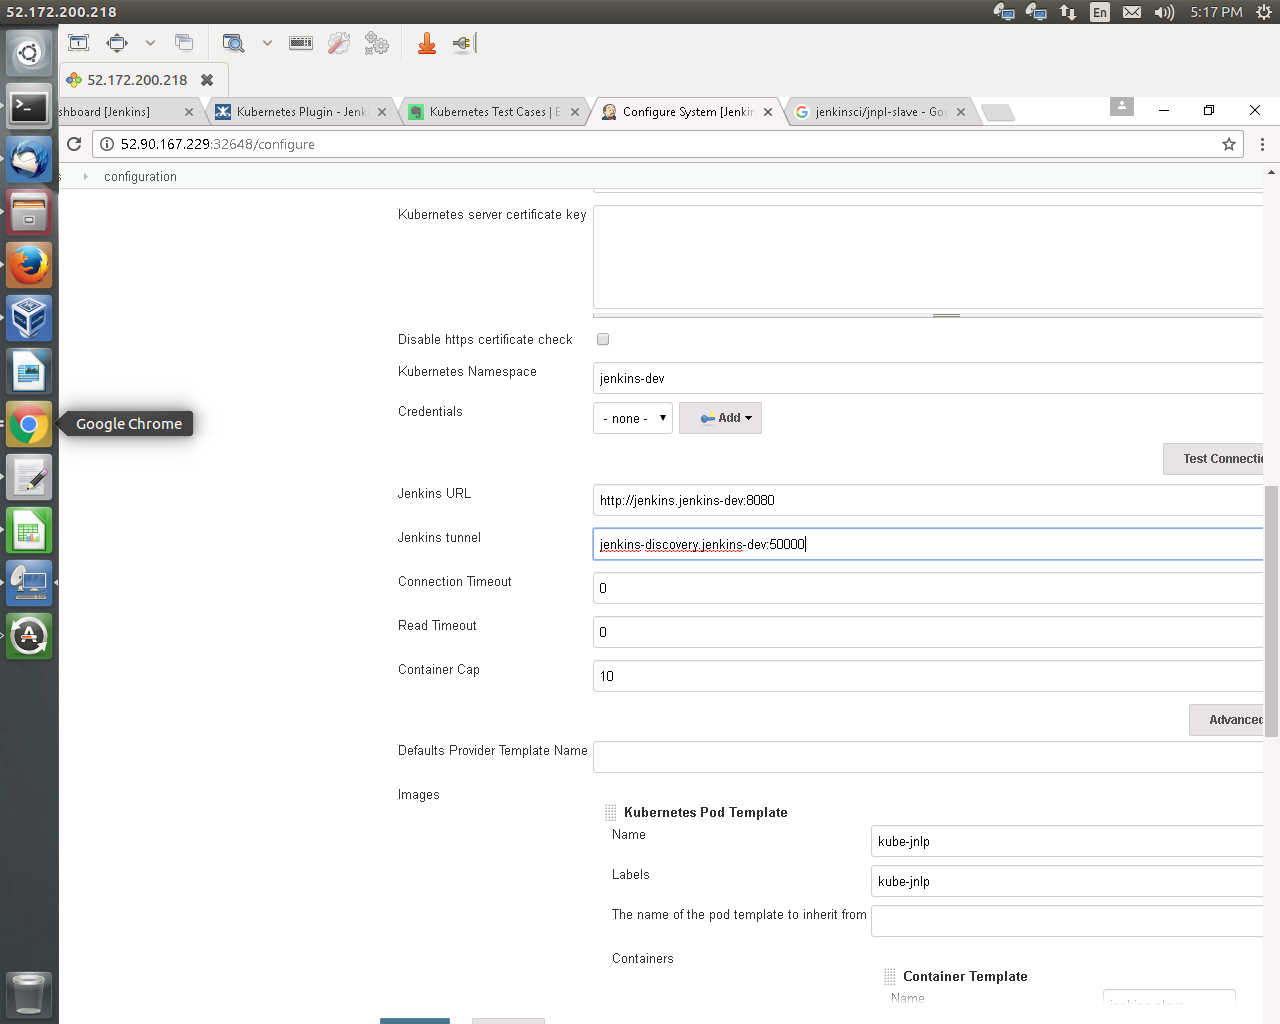 52.172.200.218
En
5:17 PM
52.172.200.218
shboard [Jenkins]
Kubernetes Plugin - Jenk
Kubernetes Test Cases | E
Configure System [Jenkin
jenkinsci/jnpl-slave - Goo
52.90.167.229:32648/configure
s
configuration
Kubernetes server certificate key
Disable https certificate check
Kubernetes Namespace
jenkins-dev
Credentials
- none -
Add
Google Chrome
Test Connectio
Jenkins URL
http://jenkins.jenkins-dev:8080
Jenkins tunnel
jenkins-discovery.jenkins-dev:50000
Connection Timeout
0
Read Timeout
0
Container Cap
10
Advanced
Defaults Provider Template Name
Images
Kubernetes Pod Template
Name
kube-jnlp
Labels
kube-jnlp
The name of the pod template to inherit from
Containers
Container Template
Name